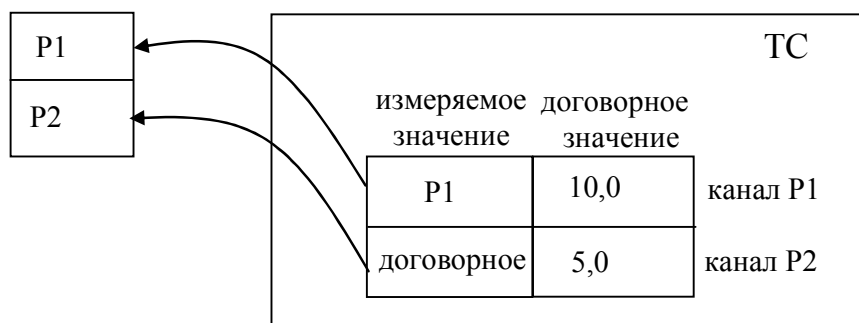 P1
P2
ТС
измеряемое значение
договорное значение
P1
10,0
канал P1
договорное
5,0
канал P2